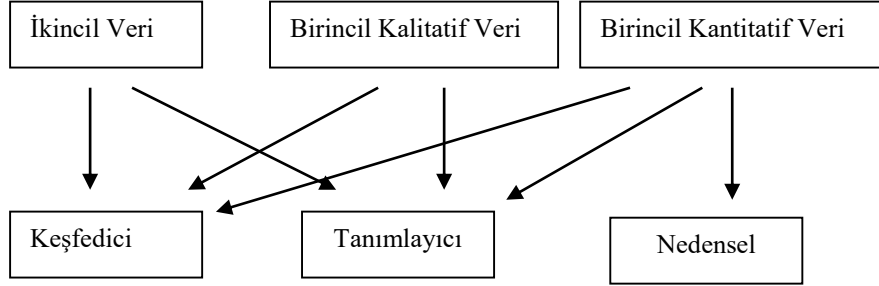 İkincil Veri
Birincil Kalitatif Veri
Birincil Kantitatif Veri
Keşfedici
Tanımlayıcı
Nedensel